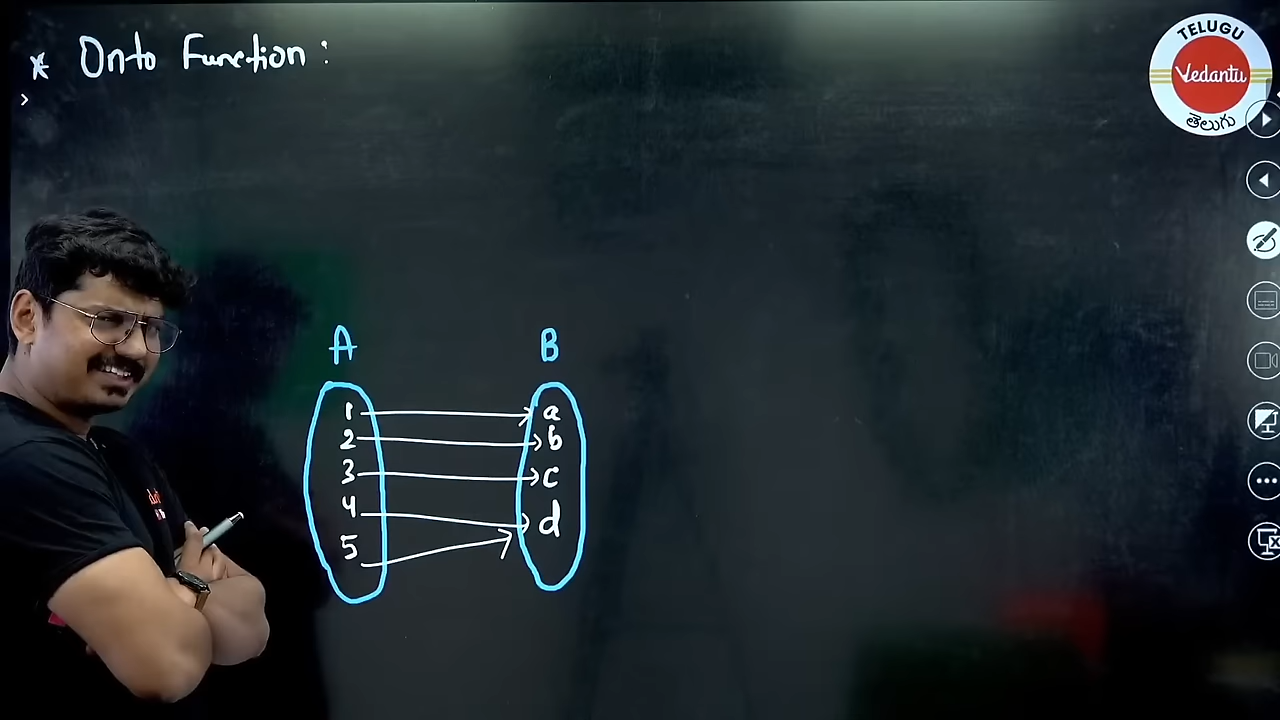 * Onto Function :
TELUGU
Vedantu
తెలుగు
A B
1 a
2 b
3 c
4 d
5